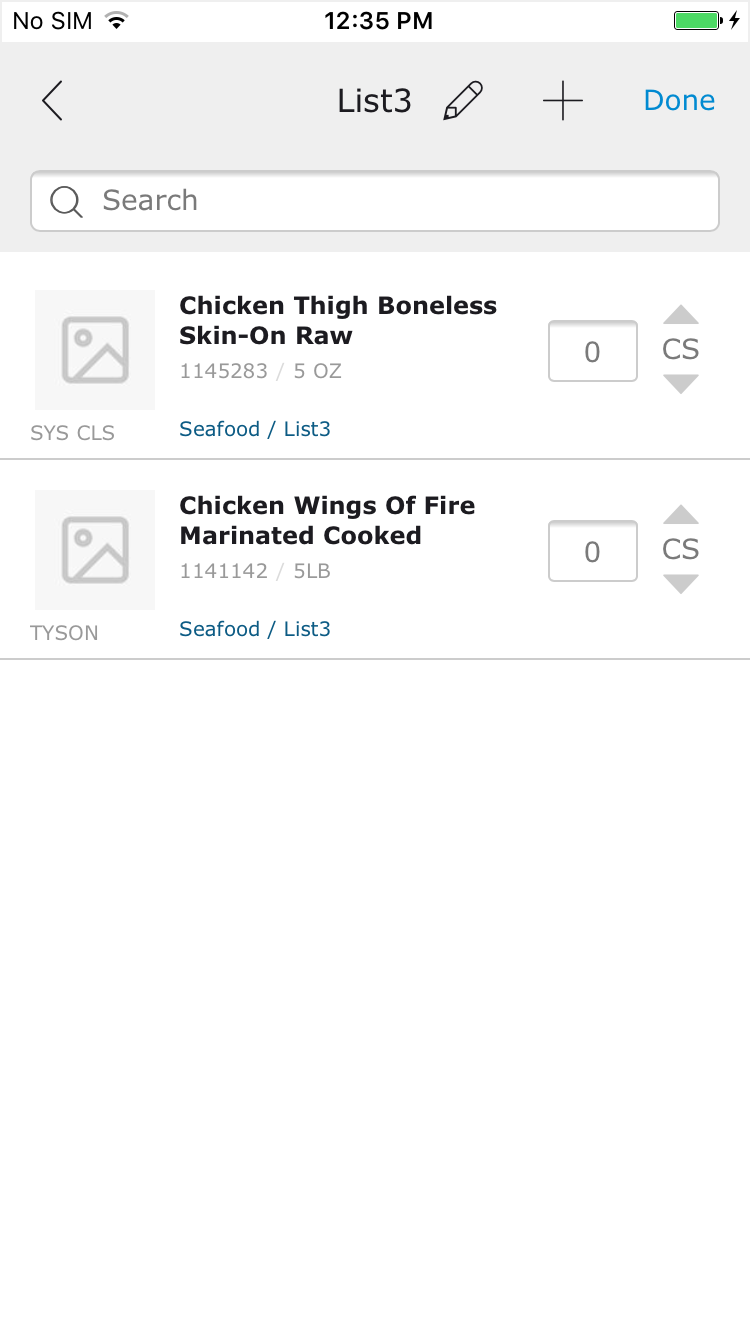 No SIM 12:35 PM
List3 Done
Search
Chicken Thigh Boneless
Skin-On Raw
1145283 / 5 OZ
0 CS
SYS CLS
Seafood / List3
Chicken Wings Of Fire
Marinated Cooked
1141142 / 5LB
0 CS
TYSON
Seafood / List3